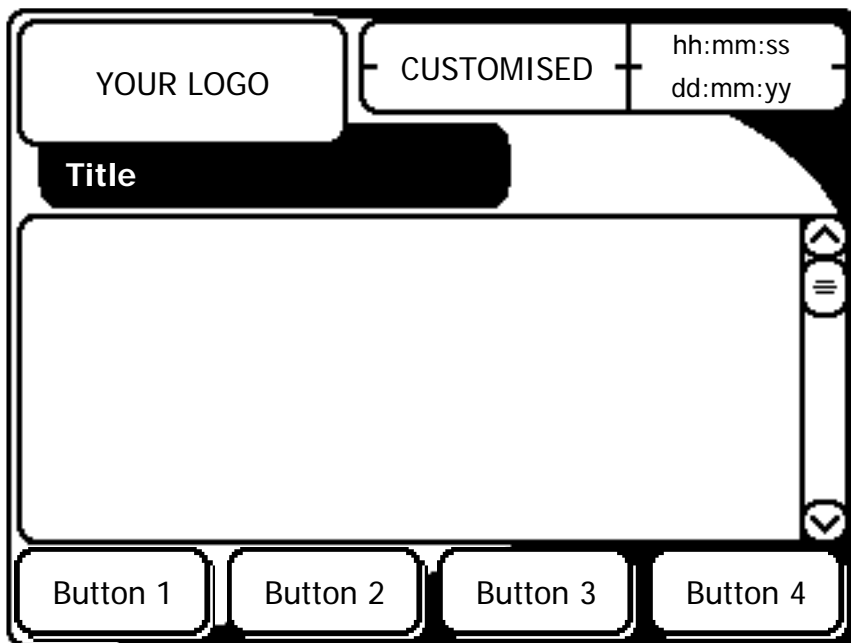 YOUR LOGO
CUSTOMISED
hh:mm:ss
dd:mm:yy
Title
Button 1
Button 2
Button 3
Button 4